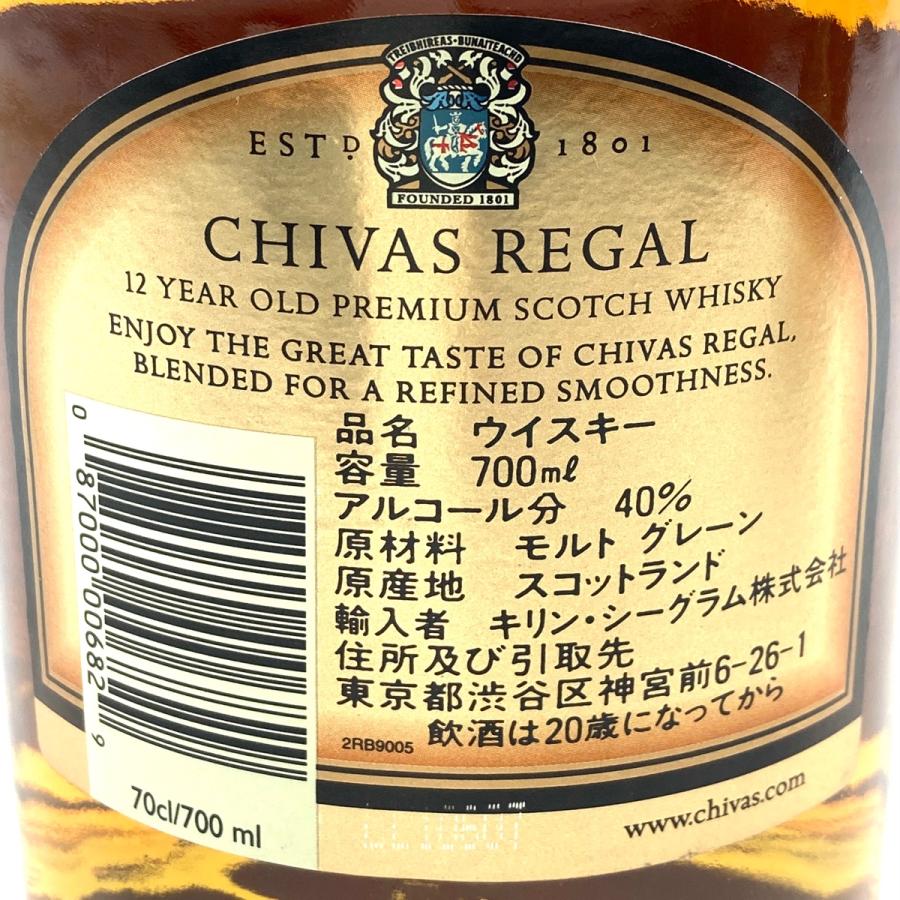 TREIBHIREAS·BUNAITEACHD
ESTD 1801
FOUNDED 1801
CHIVAS REGAL
12 YEAR OLD PREMIUM SCOTCH WHISKY
ENJOY THE GREAT TASTE OF CHIVAS REGAL,
BLENDED FOR A REFINED SMOOTHNESS.
品名 ウイスキー
容量 700ml
アルコール分 40%
原材料 モルト グレーン
原産地 スコットランド
輸入者 キリン・シーグラム株式会社
住所及び引取先
東京都渋谷区神宮前6-26-1
飲酒は20歳になってから
2RB9005
0 87000 00682 9
70cl/700 ml
www.chivas.com